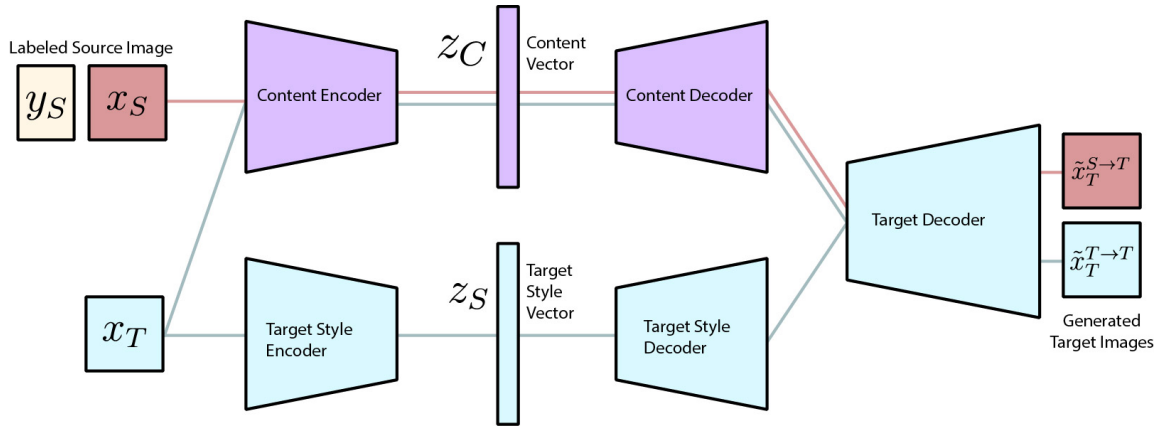 Labeled Source Image
y_S
x_S
Content Encoder
z_C
Content
Vector
Content Decoder
Target Decoder
x̃_T^{S→T}
x̃_T^{T→T}
Generated
Target Images
x_T
Target Style
Encoder
z_S
Target
Style
Vector
Target Style
Decoder